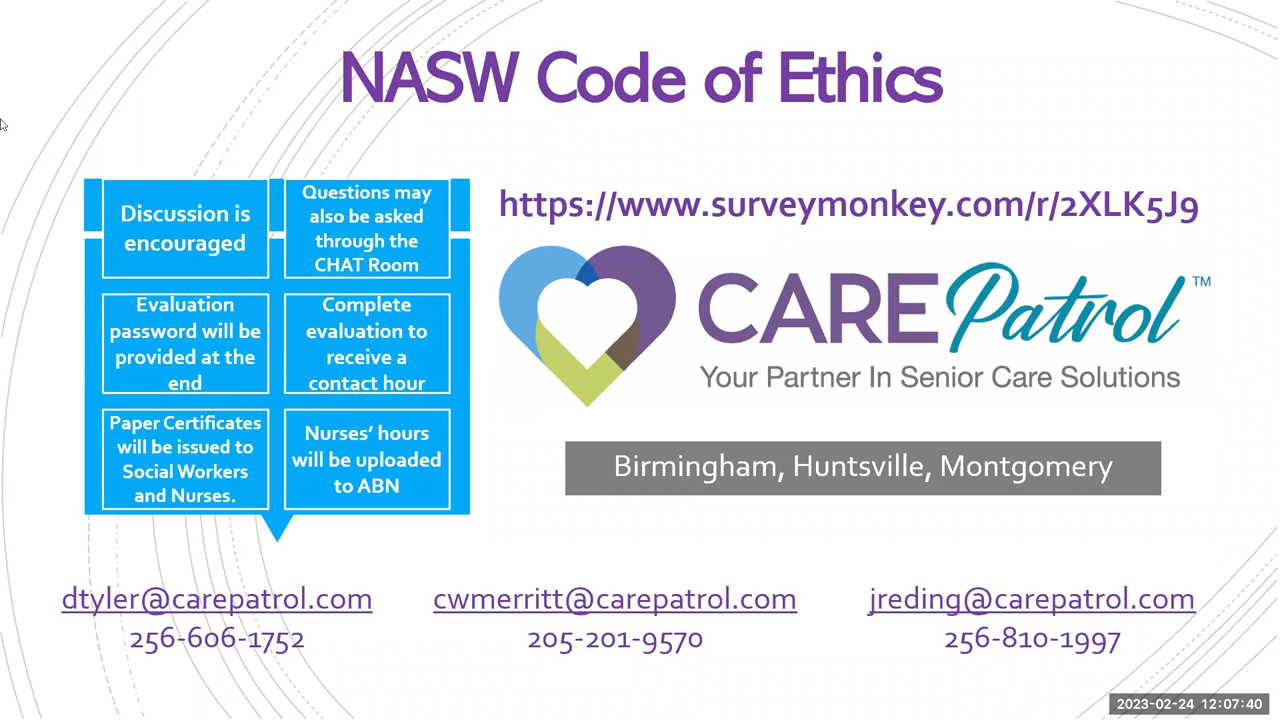 NASW Code of Ethics
Discussion is
encouraged
Questions may
also be asked
through the
CHAT Room
Evaluation
password will be
provided at the
end
Complete
evaluation to
receive a
contact hour
Paper Certificates
will be issued to
Social Workers
and Nurses.
Nurses’ hours
will be uploaded
to ABN
https://www.surveymonkey.com/r/2XLK5J9
CAREPatrol™
Your Partner In Senior Care Solutions
Birmingham, Huntsville, Montgomery
dtyler@carepatrol.com
256-606-1752
cwmerritt@carepatrol.com
205-201-9570
jreding@carepatrol.com
256-810-1997
2023-02-24 12:07:40